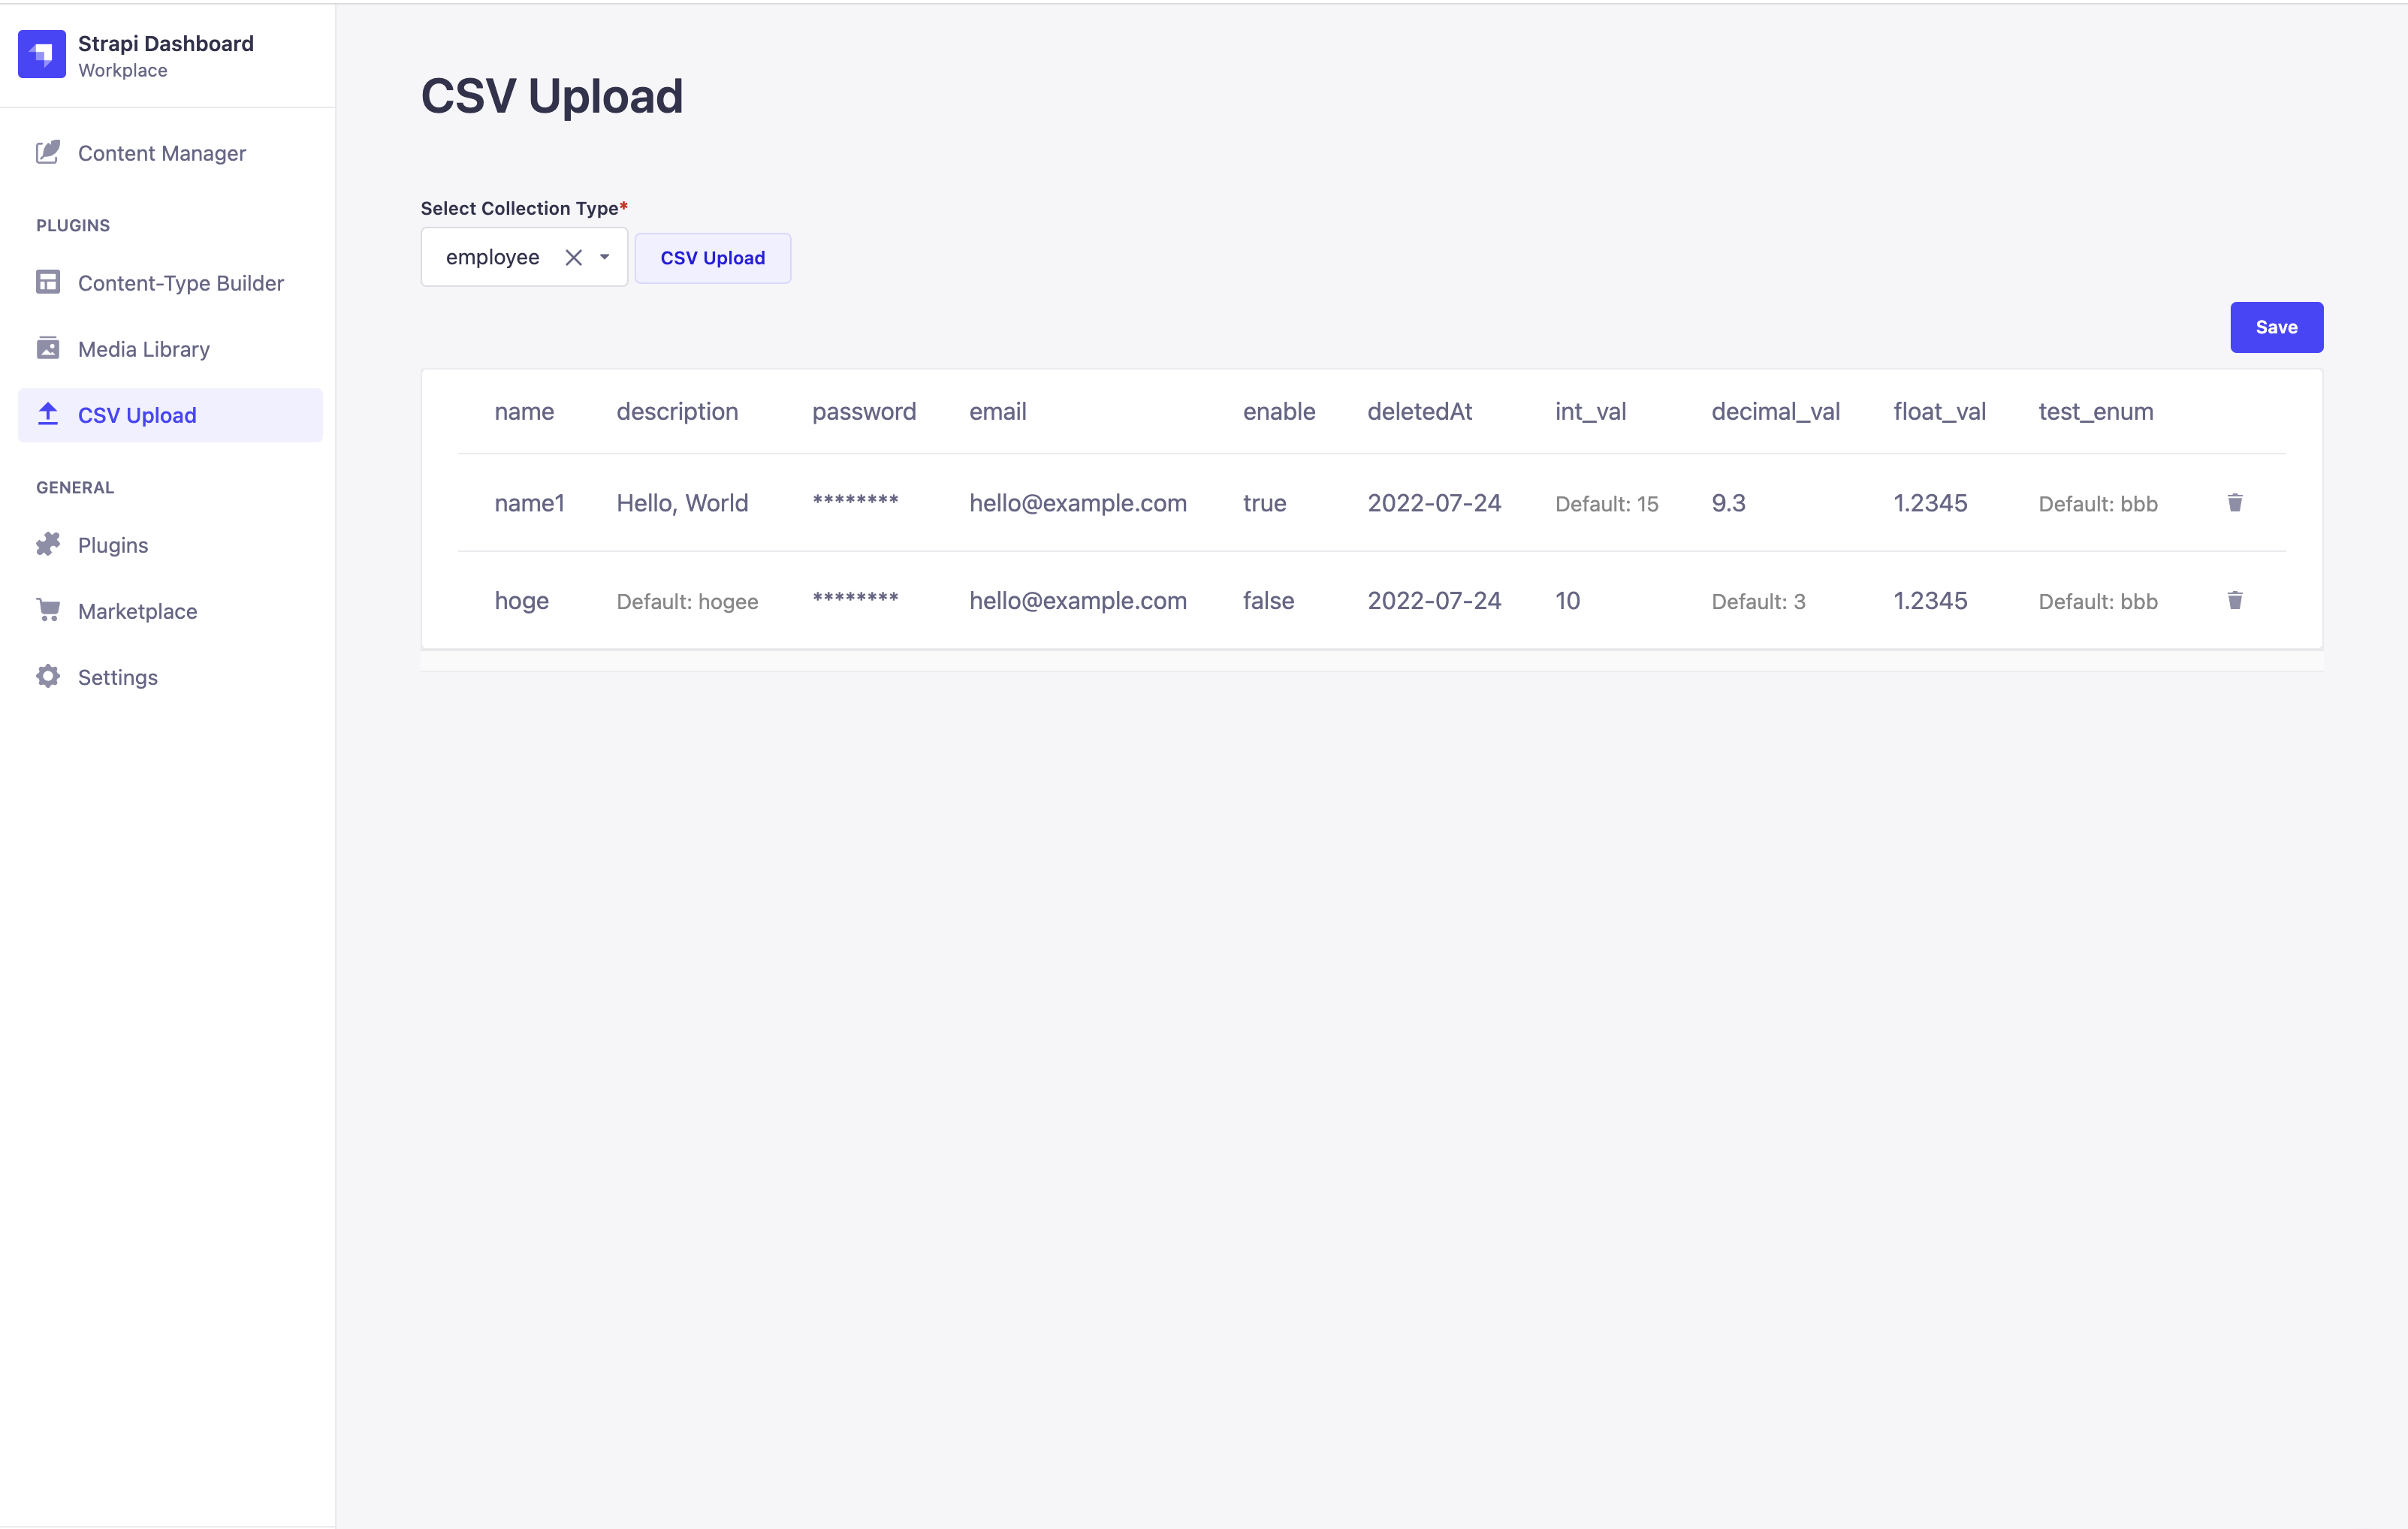 Strapi Dashboard
Workplace
Content Manager
PLUGINS
Content-Type Builder
Media Library
CSV Upload
GENERAL
Plugins
Marketplace
Settings
CSV Upload
Select Collection Type*
employee
CSV Upload
Save
name description password email enable deletedAt int_val decimal_val float_val test_enum
name1 Hello, World ******** hello@example.com true 2022-07-24 Default: 15 9.3 1.2345 Default: bbb
hoge Default: hogee ******** hello@example.com false 2022-07-24 10 Default: 3 1.2345 Default: bbb